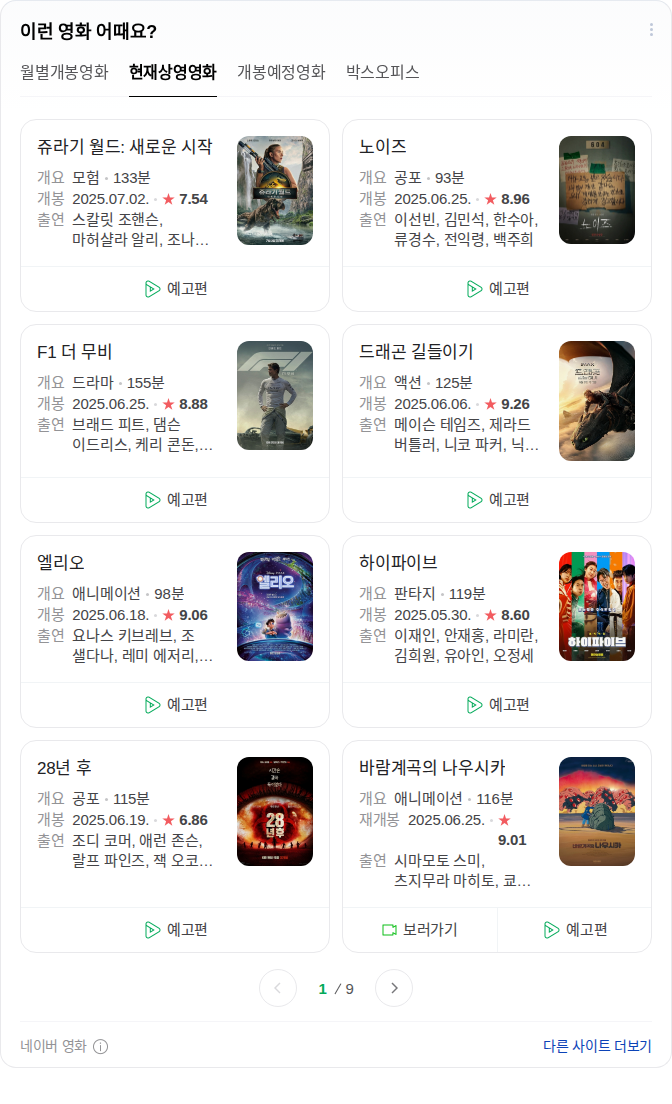 이런 영화 어때요?
월별개봉영화 현재상영영화 개봉예정영화 박스오피스
쥬라기 월드: 새로운 시작
개요 모험 · 133분
개봉 2025.07.02. · ★ 7.54
출연 스칼릿 조핸슨,
마허샬라 알리, 조나...
예고편
노이즈
개요 공포 · 93분
개봉 2025.06.25. · ★ 8.96
출연 이선빈, 김민석, 한수아,
류경수, 전익령, 백주희
노이즈
804
예고편
F1 더 무비
개요 드라마 · 155분
개봉 2025.06.25. · ★ 8.88
출연 브래드 피트, 댐슨
이드리스, 케리 콘돈,...
예고편
드래곤 길들이기
개요 액션 · 125분
개봉 2025.06.06. · ★ 9.26
출연 메이슨 테임즈, 제라드
버틀러, 니코 파커, 닉...
예고편
엘리오
개요 애니메이션 · 98분
개봉 2025.06.18. · ★ 9.06
출연 요나스 키브레브, 조
샐다나, 레미 에저리,...
엘리오
예고편
하이파이브
개요 판타지 · 119분
개봉 2025.05.30. · ★ 8.60
출연 이재인, 안재홍, 라미란,
김희원, 유아인, 오정세
하이파이브
예고편
28년 후
개요 공포 · 115분
개봉 2025.06.19. · ★ 6.86
출연 조디 코머, 애런 존슨,
랄프 파인즈, 잭 오코...
28
년 후
예고편
바람계곡의 나우시카
개요 애니메이션 · 116분
재개봉 2025.06.25. · ★
9.01
출연 시마모토 스미,
츠지무라 마히토, 쿄...
보러가기
예고편
1 / 9
네이버 영화
다른 사이트 더보기